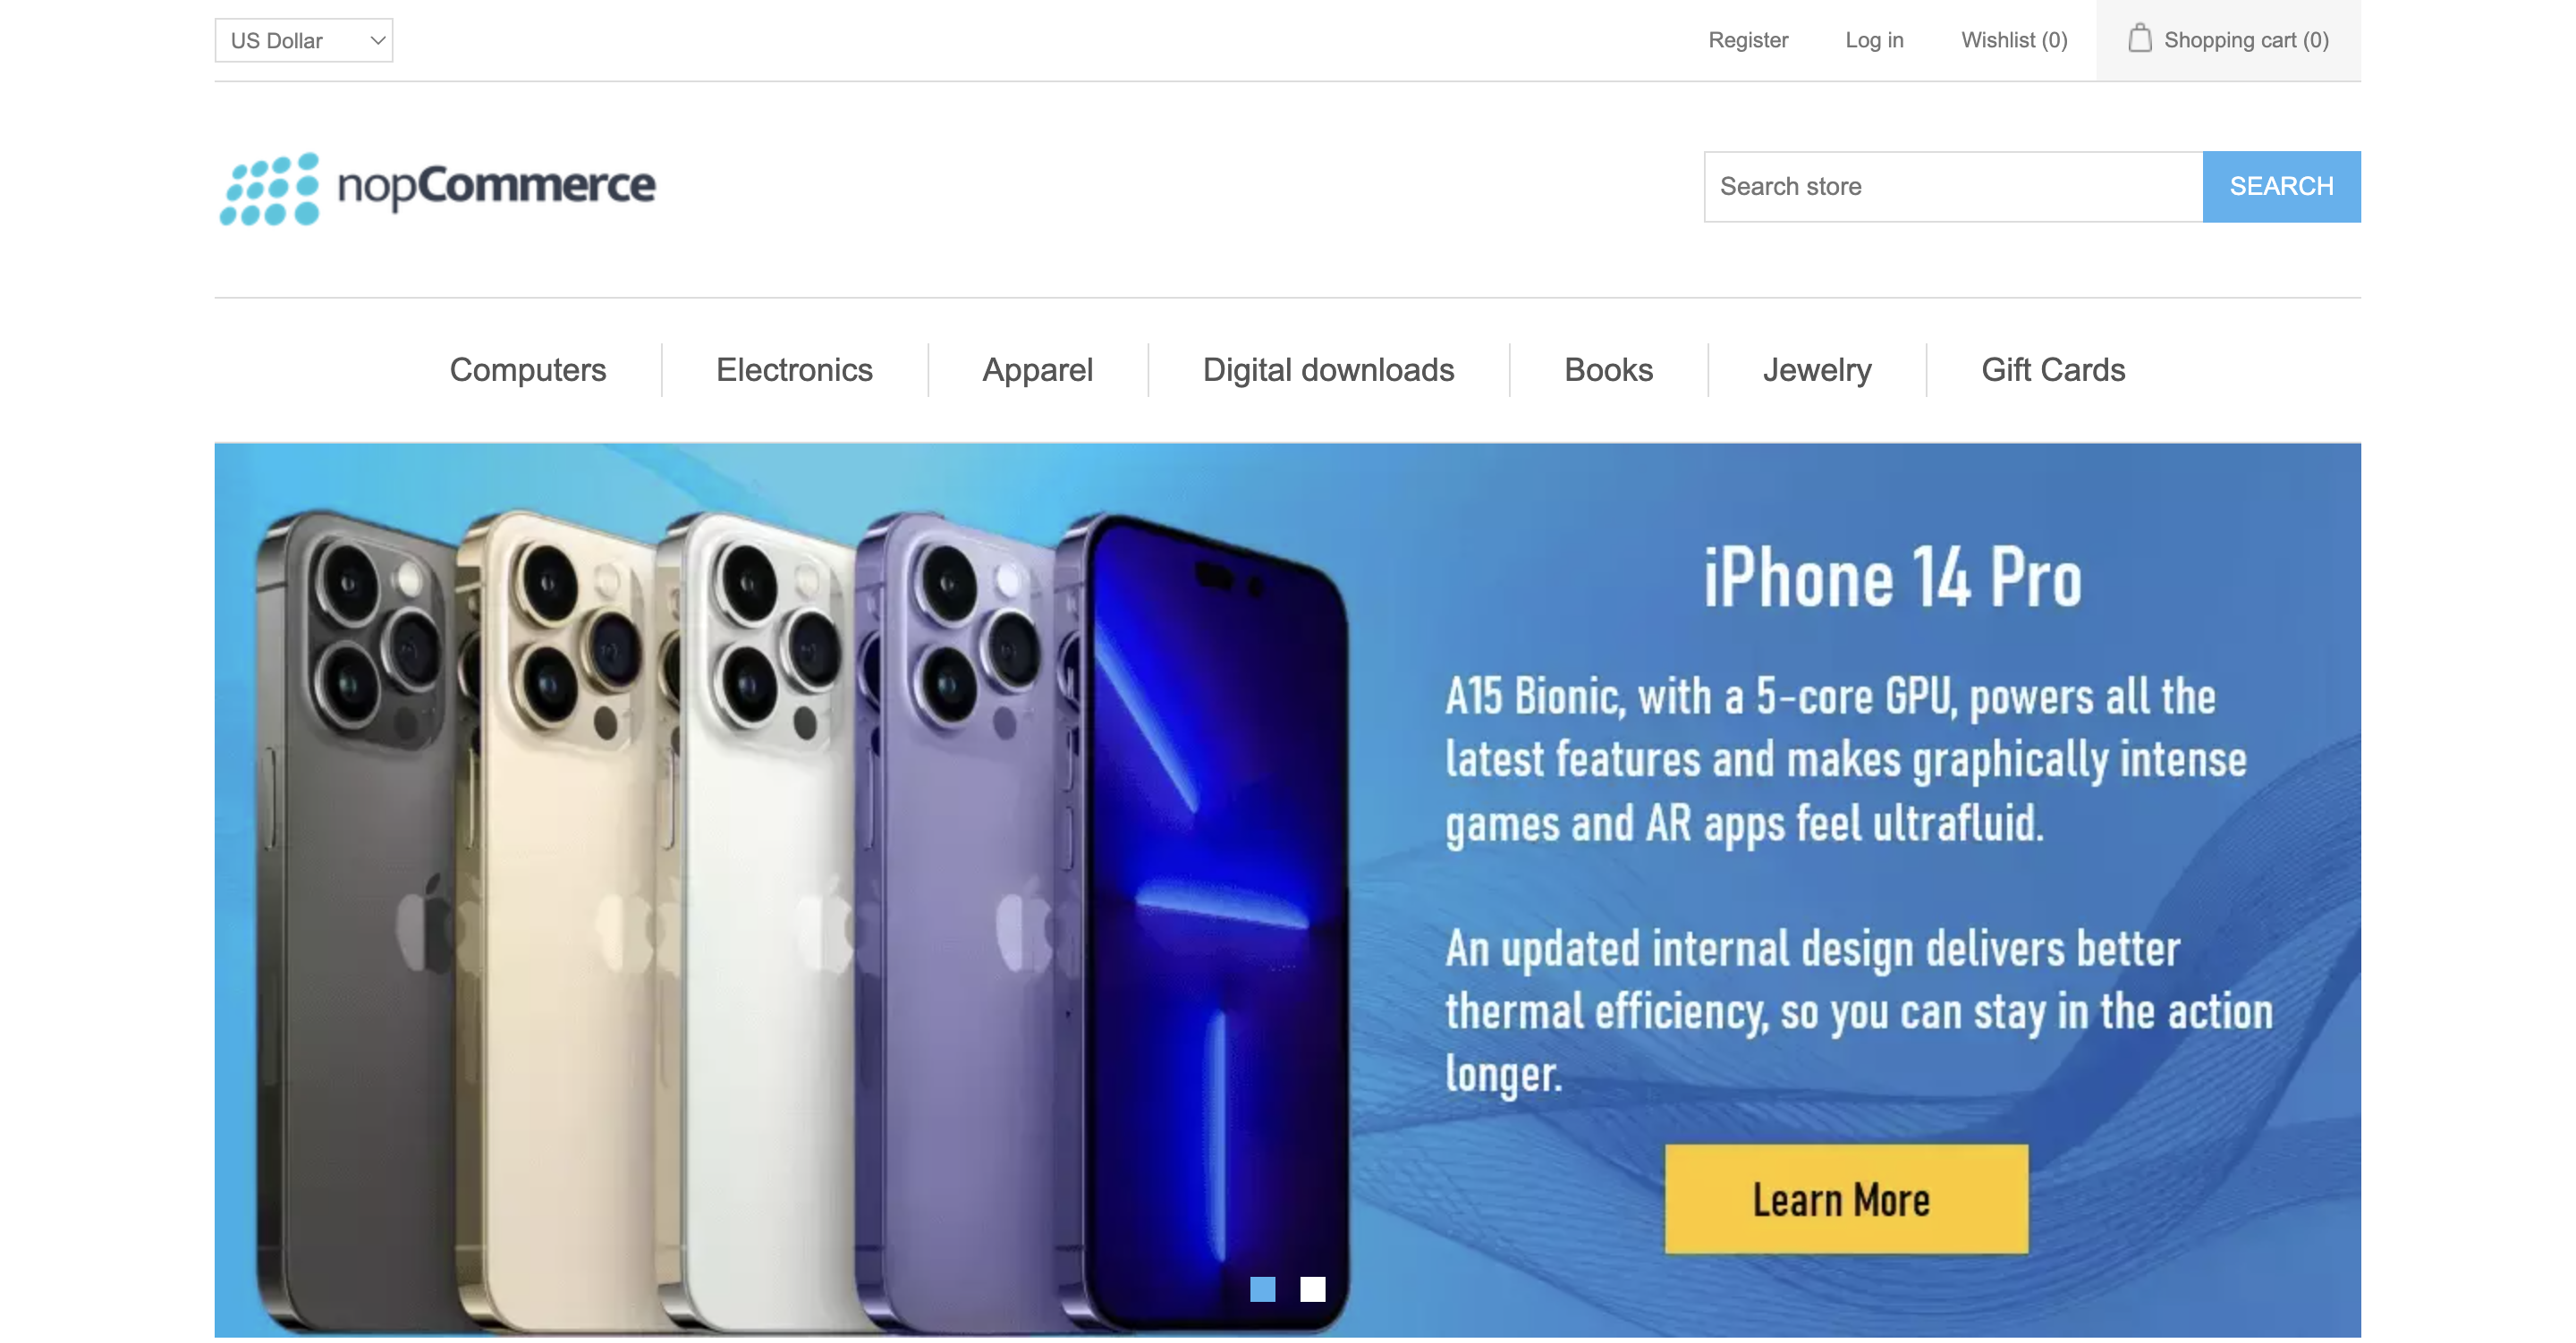 US Dollar
Register
Log in
Wishlist (0)
Shopping cart (0)
nopCommerce
Search store
SEARCH
Computers
Electronics
Apparel
Digital downloads
Books
Jewelry
Gift Cards
iPhone 14 Pro
A15 Bionic, with a 5-core GPU, powers all the
latest features and makes graphically intense
games and AR apps feel ultrafluid.
An updated internal design delivers better
thermal efficiency, so you can stay in the action
longer.
Learn More